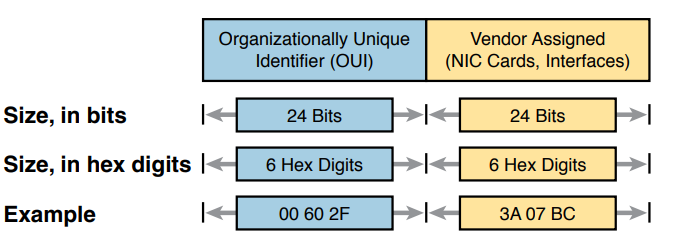 Organizationally Unique
Identifier (OUI)
Vendor Assigned
(NIC Cards, Interfaces)
Size, in bits
24 Bits
24 Bits
Size, in hex digits
6 Hex Digits
6 Hex Digits
Example
00 60 2F
3A 07 BC